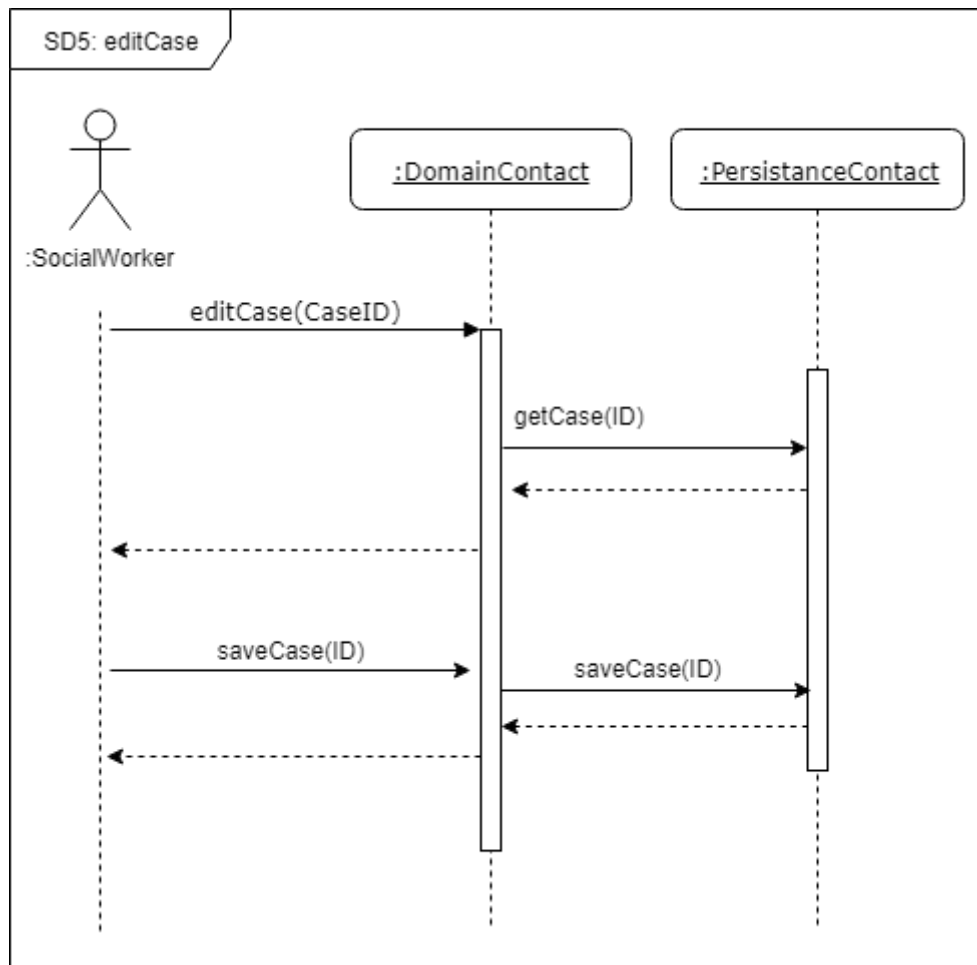 SD5: editCase
:DomainContact
:PersistanceContact
:SocialWorker
editCase(CaseID)
getCase(ID)
saveCase(ID)
saveCase(ID)